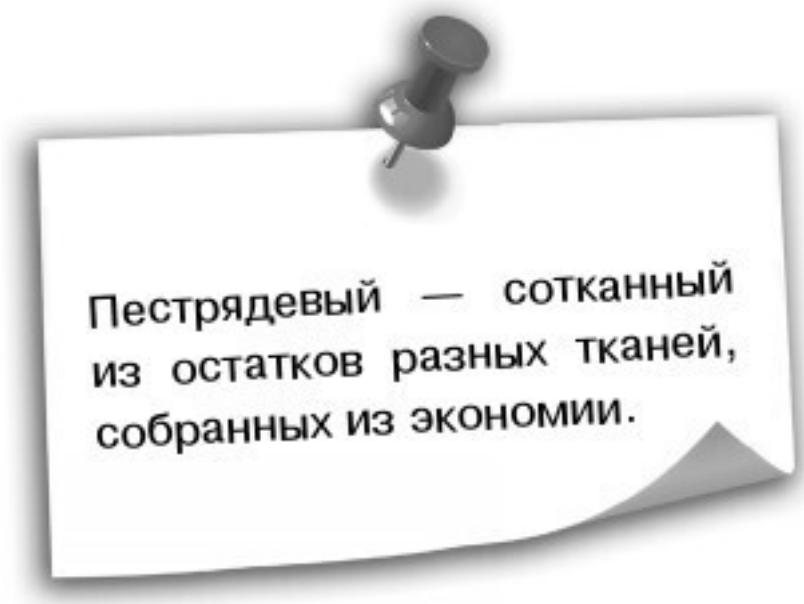 Пестрядевый — сотканный
из остатков разных тканей,
собранных из экономии.